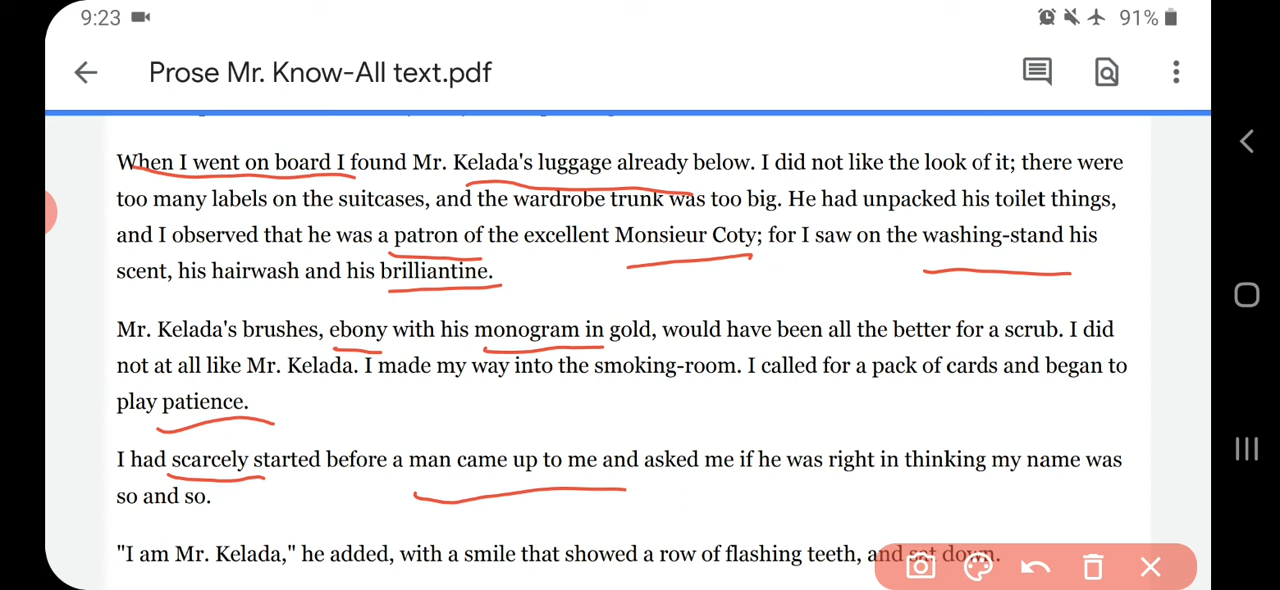 9:23 91%
Prose Mr. Know-All text.pdf
When I went on board I found Mr. Kelada's luggage already below. I did not like the look of it; there were
too many labels on the suitcases, and the wardrobe trunk was too big. He had unpacked his toilet things,
and I observed that he was a patron of the excellent Monsieur Coty; for I saw on the washing-stand his
scent, his hairwash and his brilliantine.
Mr. Kelada's brushes, ebony with his monogram in gold, would have been all the better for a scrub. I did
not at all like Mr. Kelada. I made my way into the smoking-room. I called for a pack of cards and began to
play patience.
I had scarcely started before a man came up to me and asked me if he was right in thinking my name was
so and so.
"I am Mr. Kelada," he added, with a smile that showed a row of flashing teeth, and sat down.